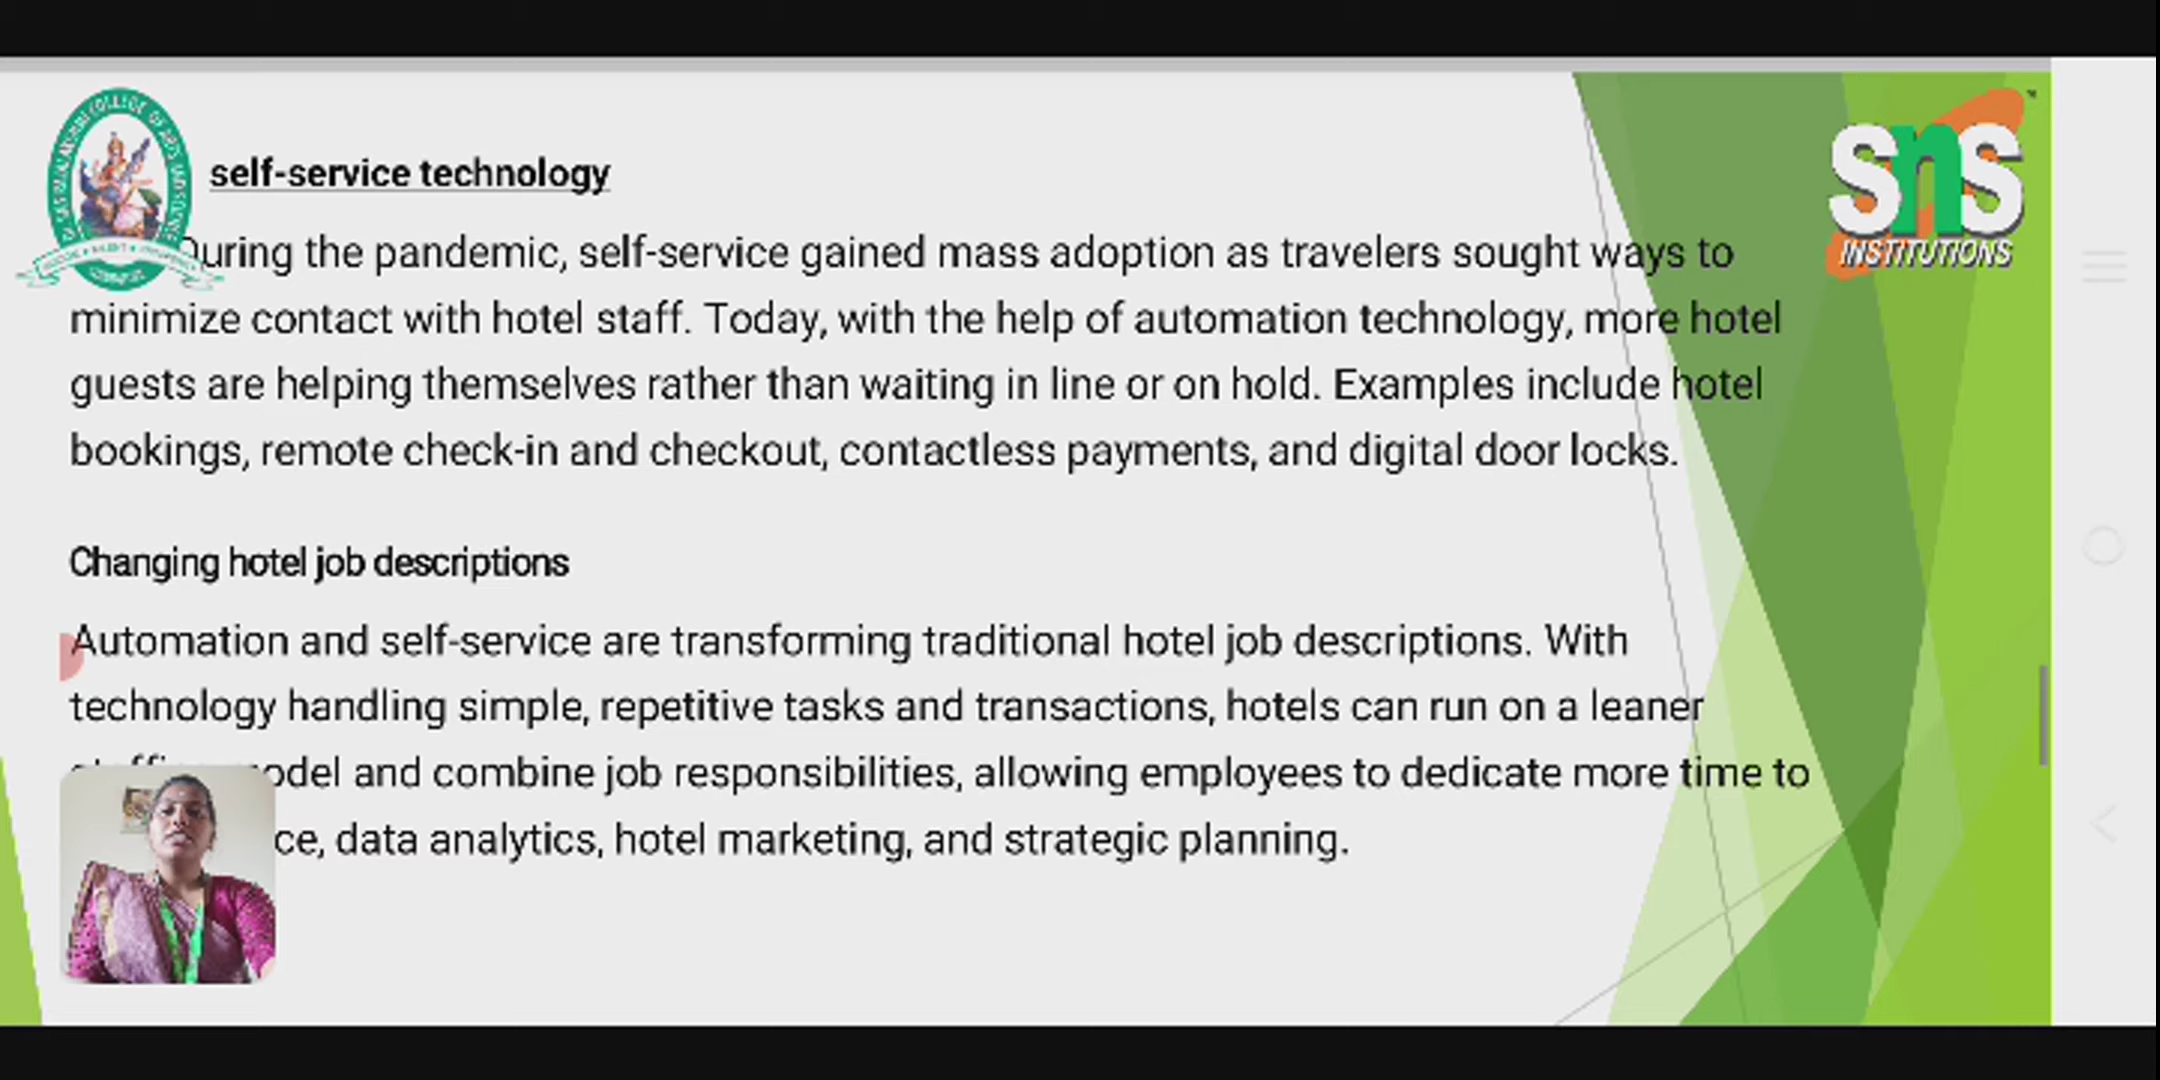 self-service technology
SnS
INSTITUTIONS
During the pandemic, self-service gained mass adoption as travelers sought ways to
minimize contact with hotel staff. Today, with the help of automation technology, more hotel
guests are helping themselves rather than waiting in line or on hold. Examples include hotel
bookings, remote check-in and checkout, contactless payments, and digital door locks.
Changing hotel job descriptions
Automation and self-service are transforming traditional hotel job descriptions. With
technology handling simple, repetitive tasks and transactions, hotels can run on a leaner
and combine job responsibilities, allowing employees to dedicate more time to
data analytics, hotel marketing, and strategic planning.